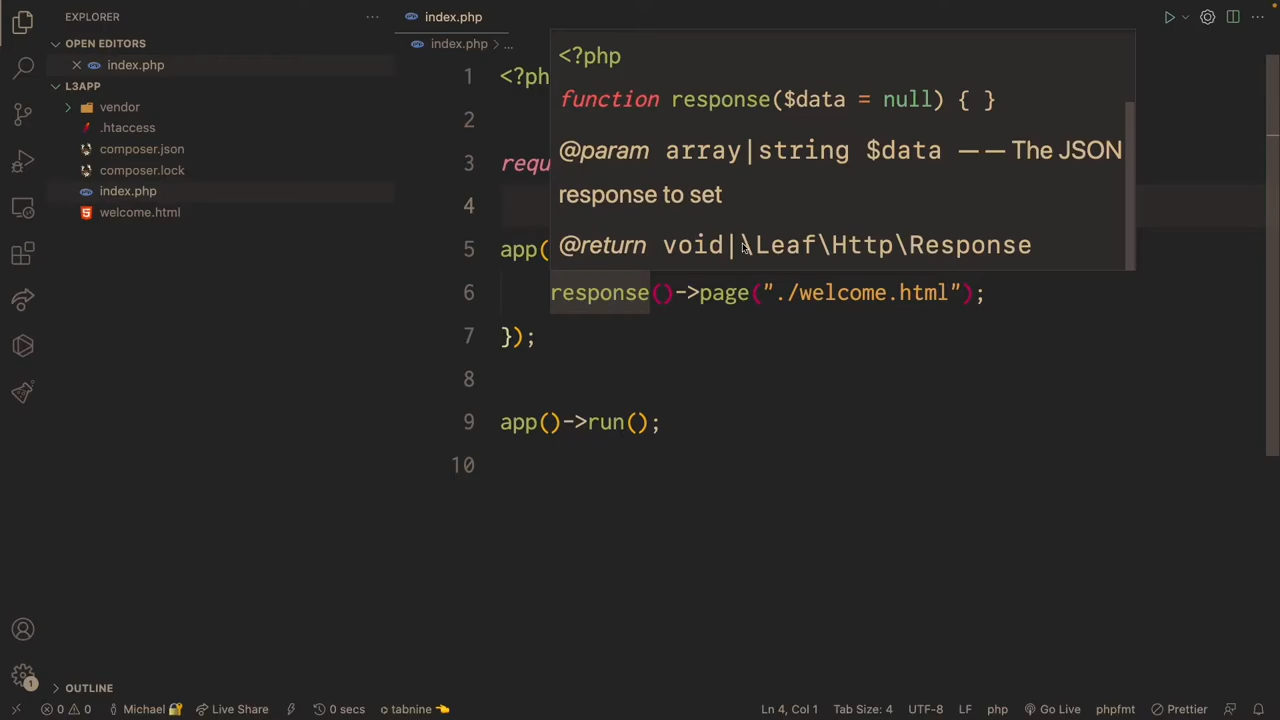 EXPLORER
index.php
OPEN EDITORS
index.php
index.php > ...
L3APP
vendor
.htaccess
composer.json
composer.lock
index.php
welcome.html
<?php
function response($data = null) { }
@param array|string $data —— The JSON
response to set
@return void|\Leaf\Http\Response
1 <?ph
2
3 requ
4
5 app(
6 response()->page("./welcome.html");
7 });
8
9 app()->run();
10
1
OUTLINE
0 0 Michael Live Share 0 secs tabnine Ln 4, Col 1 Tab Size: 4 UTF-8 LF php Go Live phpfmt Prettier